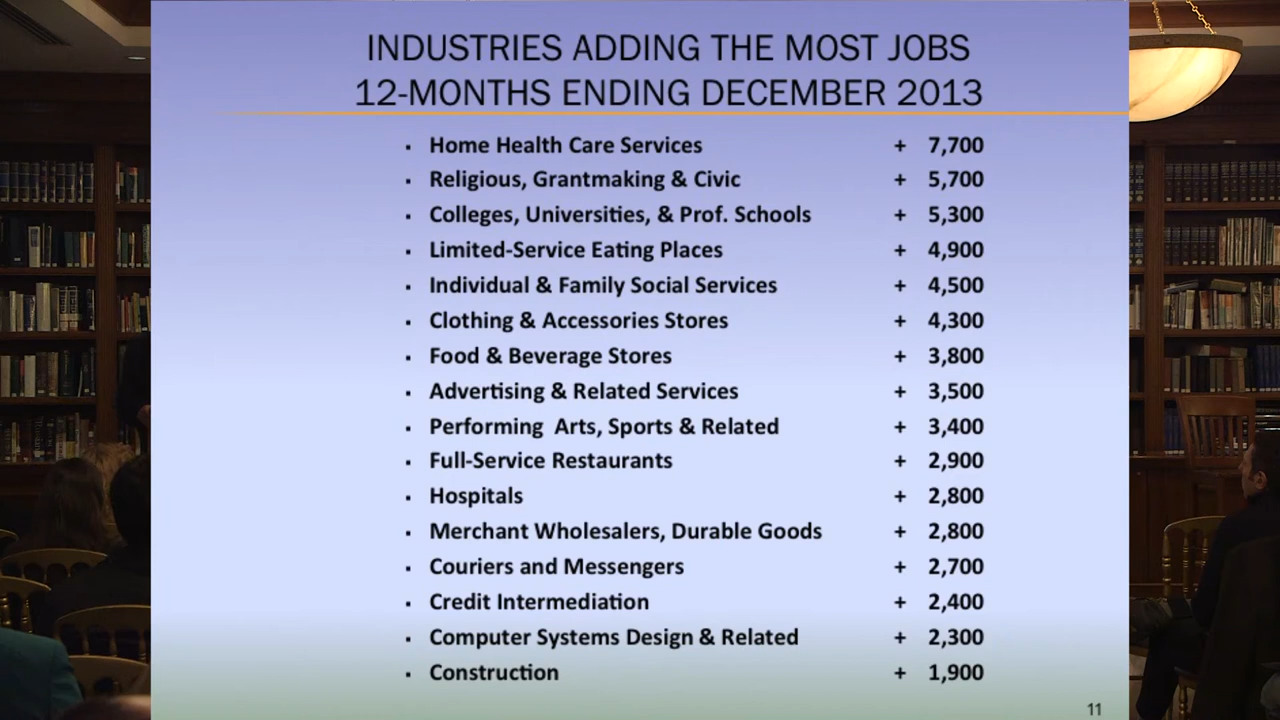 INDUSTRIES ADDING THE MOST JOBS
12-MONTHS ENDING DECEMBER 2013
▪ Home Health Care Services + 7,700
▪ Religious, Grantmaking & Civic + 5,700
▪ Colleges, Universities, & Prof. Schools + 5,300
▪ Limited-Service Eating Places + 4,900
▪ Individual & Family Social Services + 4,500
▪ Clothing & Accessories Stores + 4,300
▪ Food & Beverage Stores + 3,800
▪ Advertising & Related Services + 3,500
▪ Performing Arts, Sports & Related + 3,400
▪ Full-Service Restaurants + 2,900
▪ Hospitals + 2,800
▪ Merchant Wholesalers, Durable Goods + 2,800
▪ Couriers and Messengers + 2,700
▪ Credit Intermediation + 2,400
▪ Computer Systems Design & Related + 2,300
▪ Construction + 1,900
11